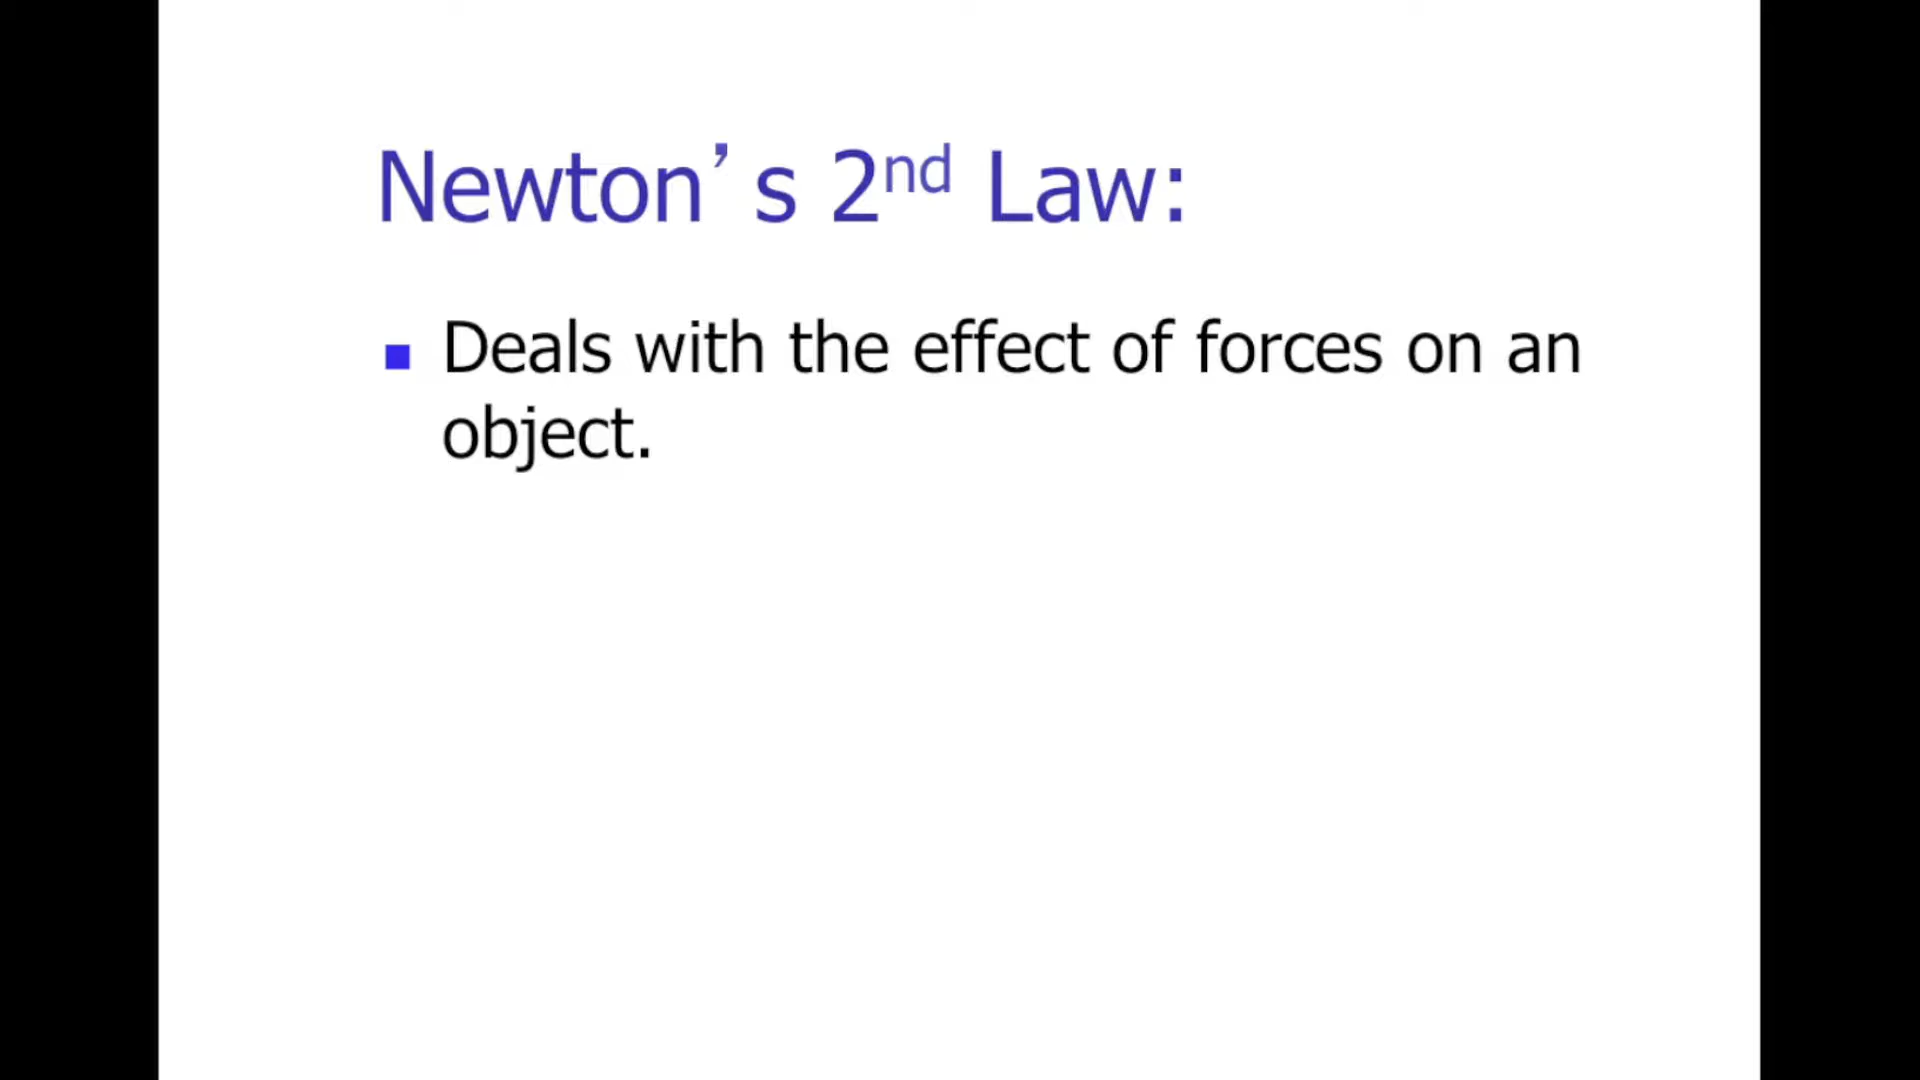 Newton’s 2nd Law:
Deals with the effect of forces on an
object.